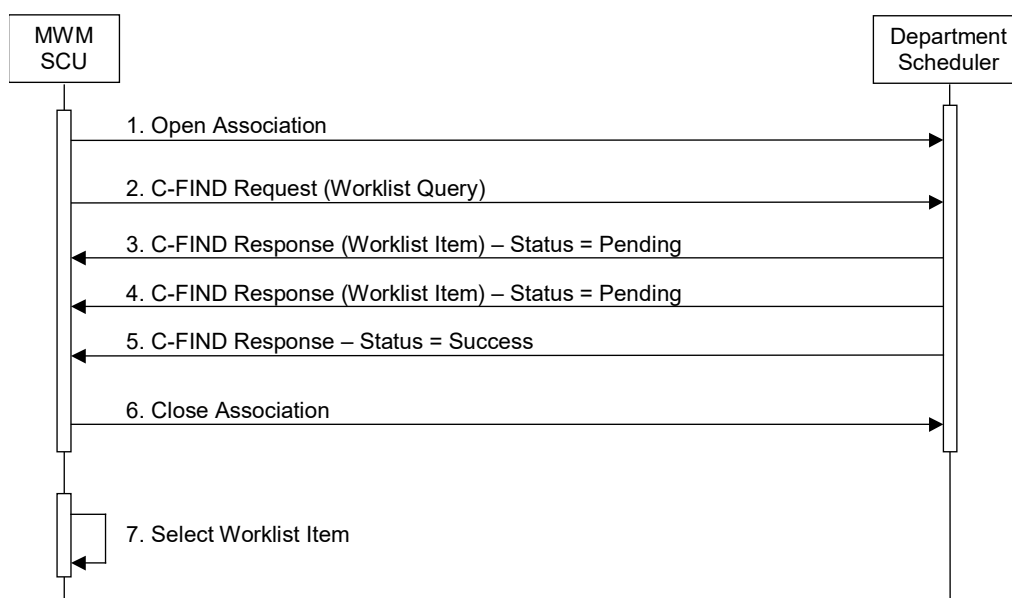 MWM
SCU
Department
Scheduler
1. Open Association
2. C-FIND Request (Worklist Query)
3. C-FIND Response (Worklist Item) – Status = Pending
4. C-FIND Response (Worklist Item) – Status = Pending
5. C-FIND Response – Status = Success
6. Close Association
7. Select Worklist Item